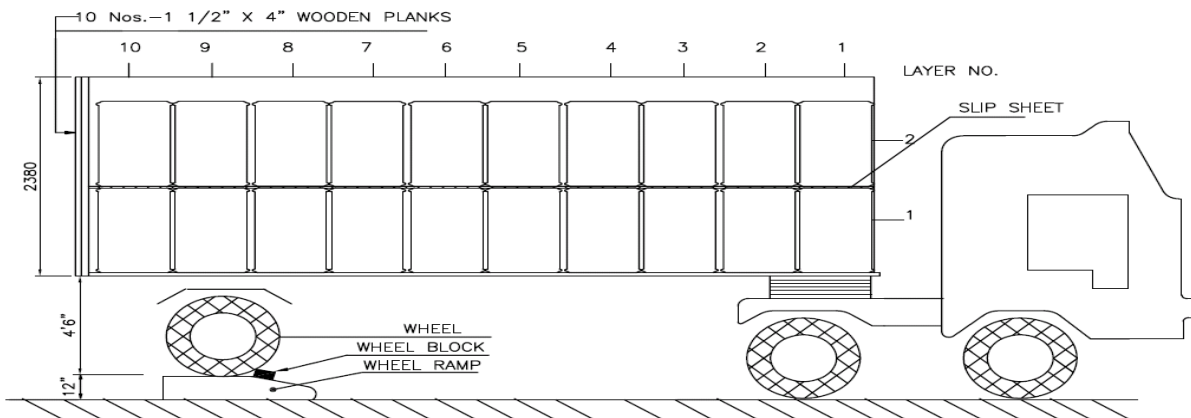 10 Nos.-1 1/2" X 4" WOODEN PLANKS
10 9 8 7 6 5 4 3 2 1
LAYER NO.
SLIP SHEET
2
2380
1
4'6"
WHEEL
WHEEL BLOCK
WHEEL RAMP
12"